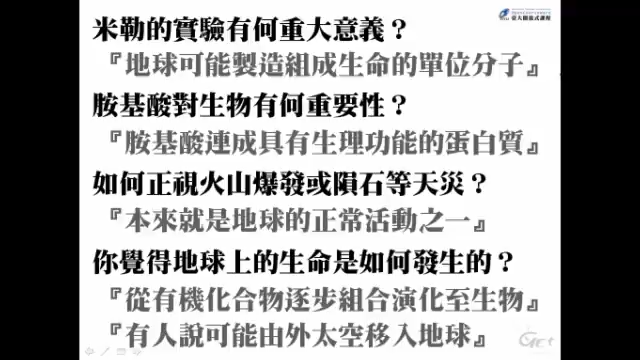 米勒的實驗有何重大意義？
『地球可能製造組成生命的單位分子』
胺基酸對生物有何重要性？
『胺基酸連成具有生理功能的蛋白質』
如何正視火山爆發或隕石等天災？
『本來就是地球的正常活動之一』
你覺得地球上的生命是如何發生的？
『從有機化合物逐步組合演化至生物』
『有人說可能由外太空移入地球』